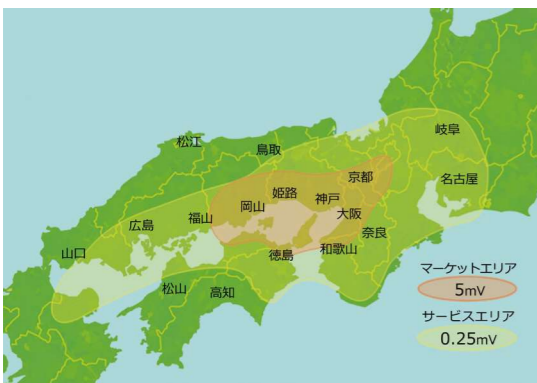 岐阜
松江
鳥取
京都
名古屋
姫路
神戸
岡山
大阪
福山
広島
奈良
和歌山
徳島
山口
松山
高知
マーケットエリア
5mV
サービスエリア
0.25mV